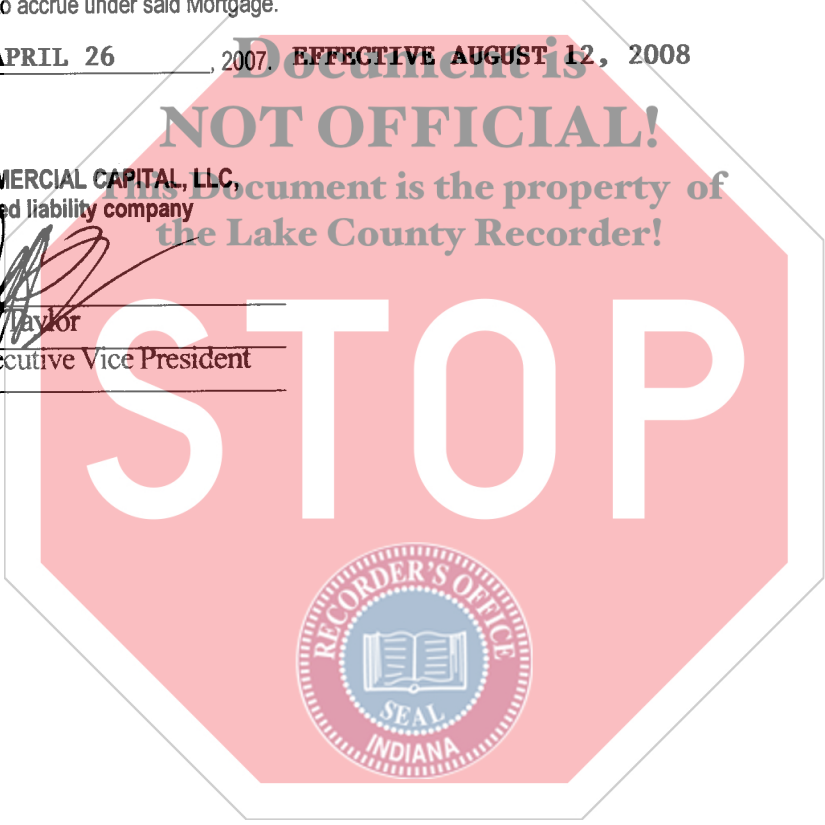 o accrue under said Mortgage.
APRIL 26, 2007. EFFECTIVE AUGUST 12, 2008
Document is
NOT OFFICIAL!
This Document is the property of
the Lake County Recorder!
MERCIAL CAPITAL, LLC,
ed liability company
Taylor
ecutive Vice President
STOP
RECORDER'S OFFICE
SEAL
INDIANA